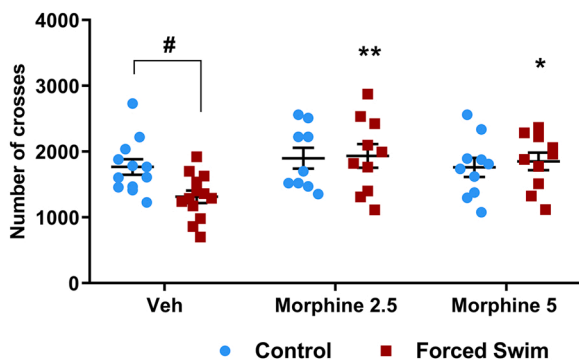 Number of crosses
4000
3000
2000
1000
0
#
**
*
Veh Morphine 2.5 Morphine 5
Control Forced Swim